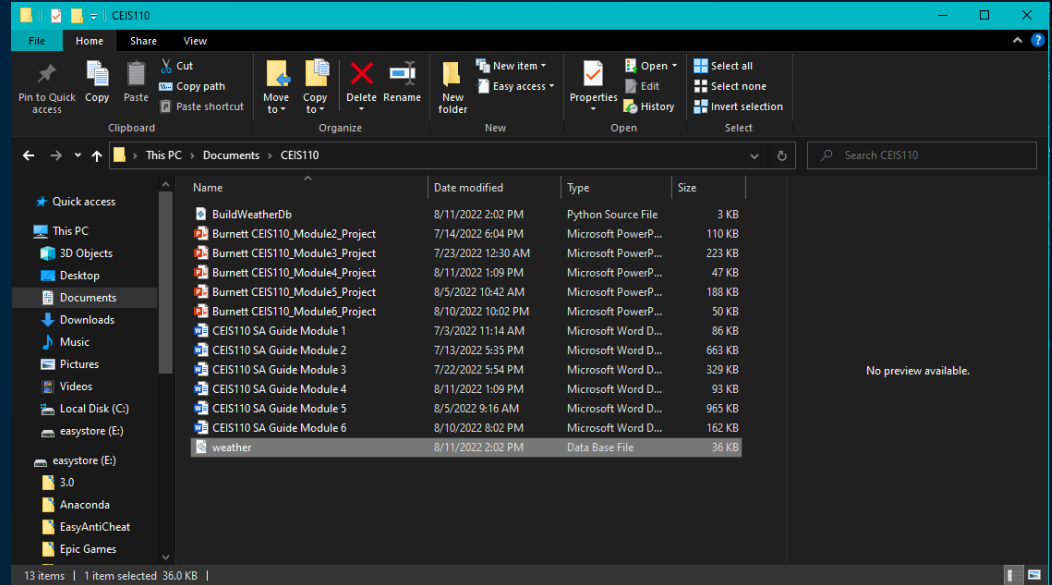 CEIS110
File Home Share View
Pin to Quick access
Copy
Paste
Cut
Copy path
Paste shortcut
Clipboard
Move to
Copy to
Delete
Rename
Organize
New folder
New item
Easy access
New
Properties
Open
Edit
History
Open
Select all
Select none
Invert selection
Select
This PC > Documents > CEIS110
Search CEIS110
Quick access
This PC
3D Objects
Desktop
Documents
Downloads
Music
Pictures
Videos
Local Disk (C:)
easystore (E:)
easystore (E:)
3.0
Anaconda
EasyAntiCheat
Epic Games
Name Date modified Type Size
BuildWeatherDb 8/11/2022 2:02 PM Python Source File 3 KB
Burnett CEIS110_Module2_Project 7/14/2022 6:04 PM Microsoft PowerP... 110 KB
Burnett CEIS110_Module3_Project 7/23/2022 12:30 AM Microsoft PowerP... 223 KB
Burnett CEIS110_Module4_Project 8/11/2022 1:09 PM Microsoft PowerP... 47 KB
Burnett CEIS110_Module5_Project 8/5/2022 10:42 AM Microsoft PowerP... 188 KB
Burnett CEIS110_Module6_Project 8/10/2022 10:02 PM Microsoft PowerP... 50 KB
CEIS110 SA Guide Module 1 7/3/2022 11:14 AM Microsoft Word D... 86 KB
CEIS110 SA Guide Module 2 7/13/2022 5:35 PM Microsoft Word D... 663 KB
CEIS110 SA Guide Module 3 7/22/2022 5:54 PM Microsoft Word D... 329 KB
CEIS110 SA Guide Module 4 8/11/2022 1:09 PM Microsoft Word D... 93 KB
CEIS110 SA Guide Module 5 8/5/2022 9:16 AM Microsoft Word D... 965 KB
CEIS110 SA Guide Module 6 8/10/2022 8:02 PM Microsoft Word D... 162 KB
weather 8/11/2022 2:02 PM Data Base File 36 KB
No preview available.
13 items | 1 item selected 36.0 KB |